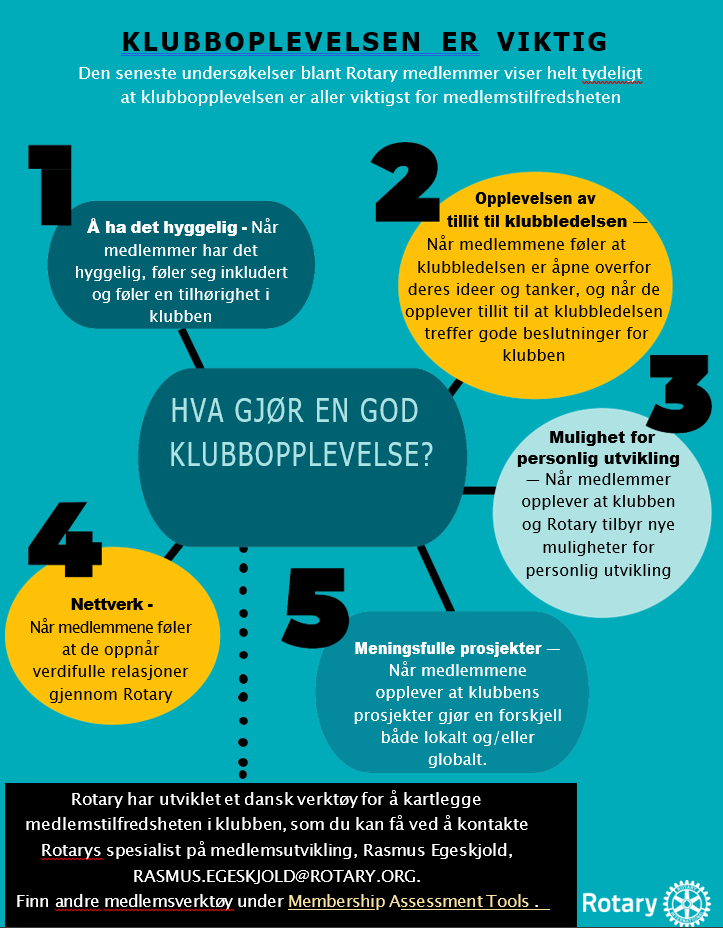 KLUBBOPLEVELSEN ER VIKTIG
Den seneste undersøkelser blant Rotary medlemmer viser helt tydeligt
at klubbopplevelsen er aller viktigst for medlemstilfredsheten
1
Å ha det hyggelig - Når
medlemmer har det
hyggelig, føler seg inkludert
og føler en tilhørighet i
klubben
2
Opplevelsen av
tillit til klubbledelsen —
Når medlemmene føler at
klubbledelsen er åpne overfor
deres ideer og tanker, og når de
opplever tillit til at klubbledelsen
treffer gode beslutninger for
klubben
HVA GJØR EN GOD
KLUBBOPPLEVELSE?
3
Mulighet for
personlig utvikling
— Når medlemmer
opplever at klubben
og Rotary tilbyr nye
muligheter for
personlig utvikling
4
Nettverk -
Når medlemmene føler
at de oppnår
verdifulle relasjoner
gjennom Rotary
5
Meningsfulle prosjekter —
Når medlemmene
opplever at klubbens
prosjekter gjør en forskjell
både lokalt og/eller
globalt.
Rotary har utviklet et dansk verktøy for å kartlegge
medlemstilfredsheten i klubben, som du kan få ved å kontakte
Rotarys spesialist på medlemsutvikling, Rasmus Egeskjold,
RASMUS.EGESKJOLD@ROTARY.ORG.
Finn andre medlemsverktøy under Membership Assessment Tools .
Rotary